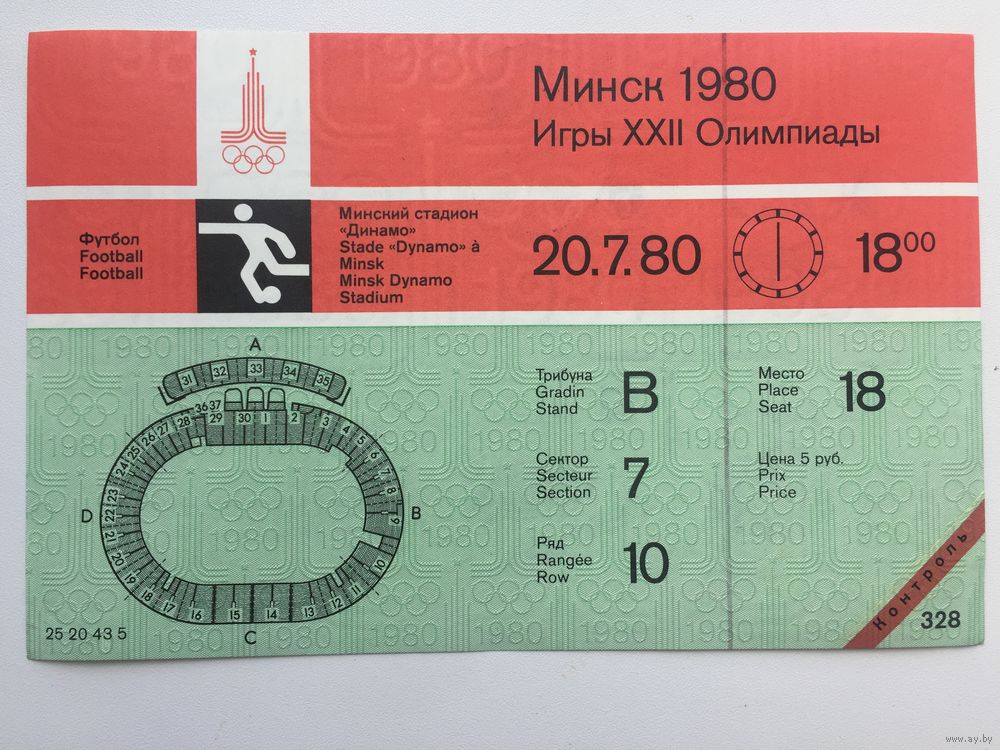 Минск 1980
Игры XXII Олимпиады
Футбол
Football
Football
Минский стадион
«Динамо»
Stade «Dynamo» à
Minsk
Minsk Dynamo
Stadium
20.7.80
18⁰⁰
A
31 32 33 34 35
36 37
29 30 1 2 3 4 5 6 7 8 9
28 27 26 25 24 23 22 21 20 19 18 17 16 15 14 13 12 11 10
D
B
C
25 20 43 5
Трибуна
Gradin
Stand
B
Место
Place
Seat
18
Сектор
Secteur
Section
7
Цена 5 руб.
Prix
Price
Ряд
Rangée
Row
10
Контроль
328
www.ay.by